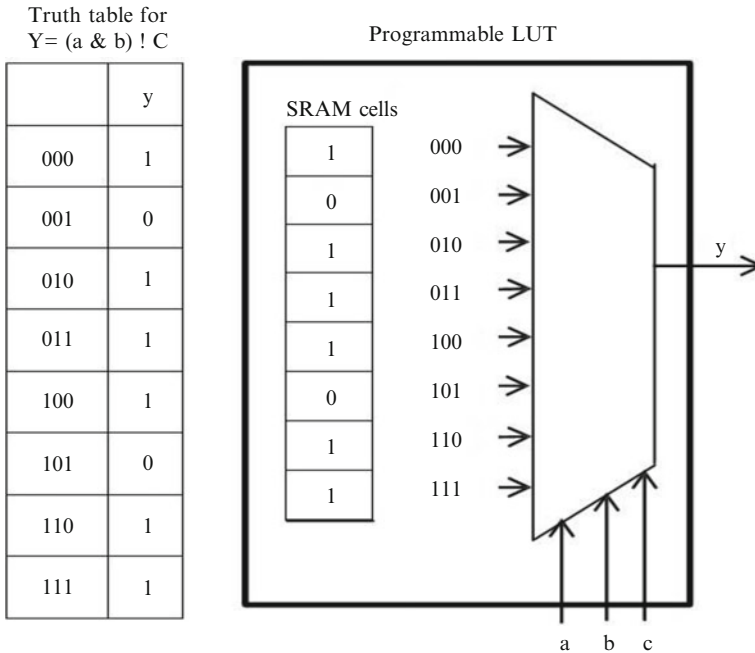 Truth table for
Y= (a & b) ! C
y
000 1
001 0
010 1
011 1
100 1
101 0
110 1
111 1
Programmable LUT
SRAM cells
1 000
0 001
1 010
1 011
1 100
0 101
1 110
1 111
y
a b c